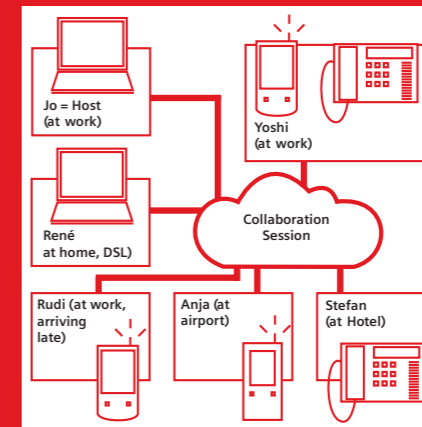 Jo = Host
(at work)
Yoshi
(at work)
René
at home, DSL)
Collaboration
Session
Rudi (at work,
arriving
late)
Anja (at
airport)
Stefan
(at Hotel)